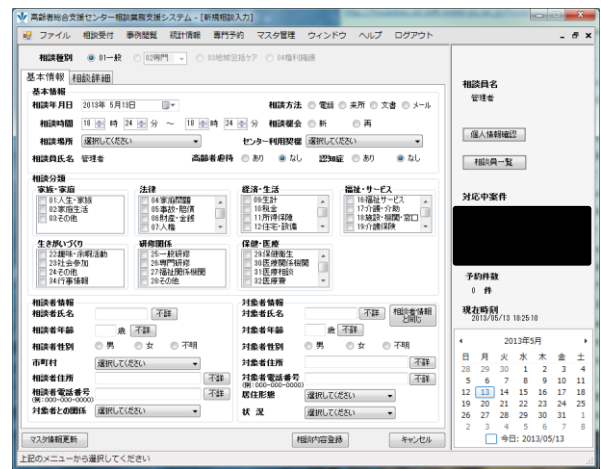 高齢者総合支援センター相談業務支援システム - [新規相談入力]
ファイル 相談受付 事例閲覧 統計情報 専門予約 マスタ管理 ウィンドウ ヘルプ ログアウト
相談種別 01一般 02専門 03地域包括ケア 04権利擁護
基本情報 相談詳細
基本情報
相談年月日 2013年 5月13日 相談方法 電話 来所 文書 メール
相談時間 18 時 24 分 ～ 18 時 24 分 相談機会 新 再
相談場所 選択してください センター利用契機 選択してください
相談員氏名 管理者 高齢者虐待 あり なし 認知症 あり なし
相談分類
家族・家庭 法律 経済・生活 福祉・サービス
01人生・家族 04家庭問題 09生計 16福祉サービス
02家庭生活 05事故・賠償 10税金 17介護・介助
03その他 06財産・金銭 11所得保険 18施設・機関・窓口
07人権 12住宅・設備 19介護保険
生きがいづくり 研修関係 保健・医療
22趣味・余暇活動 25一般研修 29保健衛生
23社会参加 26専門研修 30医療関係機関
24その他 27福祉関係機関 31医療相談
34行事情報 28その他 32医療費
相談者情報 対象者情報
相談者氏名 不詳 対象者氏名 不詳 相談者情報と同じ
相談者年齢 歳 不詳 対象者年齢 歳 不詳
相談者性別 男 女 不明 対象者性別 男 女 不明
市町村 選択してください 対象者住所 不詳
相談者住所 不詳 対象者電話番号 不詳
(例:000-000-0000)
相談者電話番号 不詳 居住形態 選択してください
(例:000-000-0000)
対象者との関係 選択してください 状 況 選択してください
マスタ情報更新 相談内容登録 キャンセル
上記のメニューから選択してください
相談員名
管理者
個人情報確認
相談員一覧
対応中案件
予約件数
0 件
現在時刻
2013/05/13 18:25:10
2013年5月
日 月 火 水 木 金 土
28 29 30 1 2 3 4
5 6 7 8 9 10 11
12 13 14 15 16 17 18
19 20 21 22 23 24 25
26 27 28 29 30 31 1
2 3 4 5 6 7 8
今日: 2013/05/13